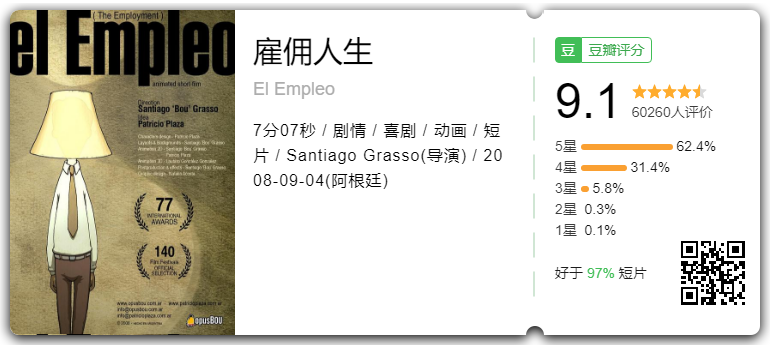 ( The Employment )
el Empleo
animated short film
Direction
Santiago 'Bou' Grasso
Idea
Patricio Plaza
77
INTERNATIONAL
AWARDS
140
Film Festivals
OFFICIAL
SELECTION
www.opusbou.com.ar
www.patricioplaza.com.ar
info@opusbou.com.ar
info@patricioplaza.com.ar
opusBOU
雇佣人生
El Empleo
7分07秒 / 剧情 / 喜剧 / 动画 / 短
片 / Santiago Grasso(导演) / 20
08-09-04(阿根廷)
豆 豆瓣评分
9.1
60260人评价
5星 62.4%
4星 31.4%
3星 5.8%
2星 0.3%
1星 0.1%
好于 97% 短片